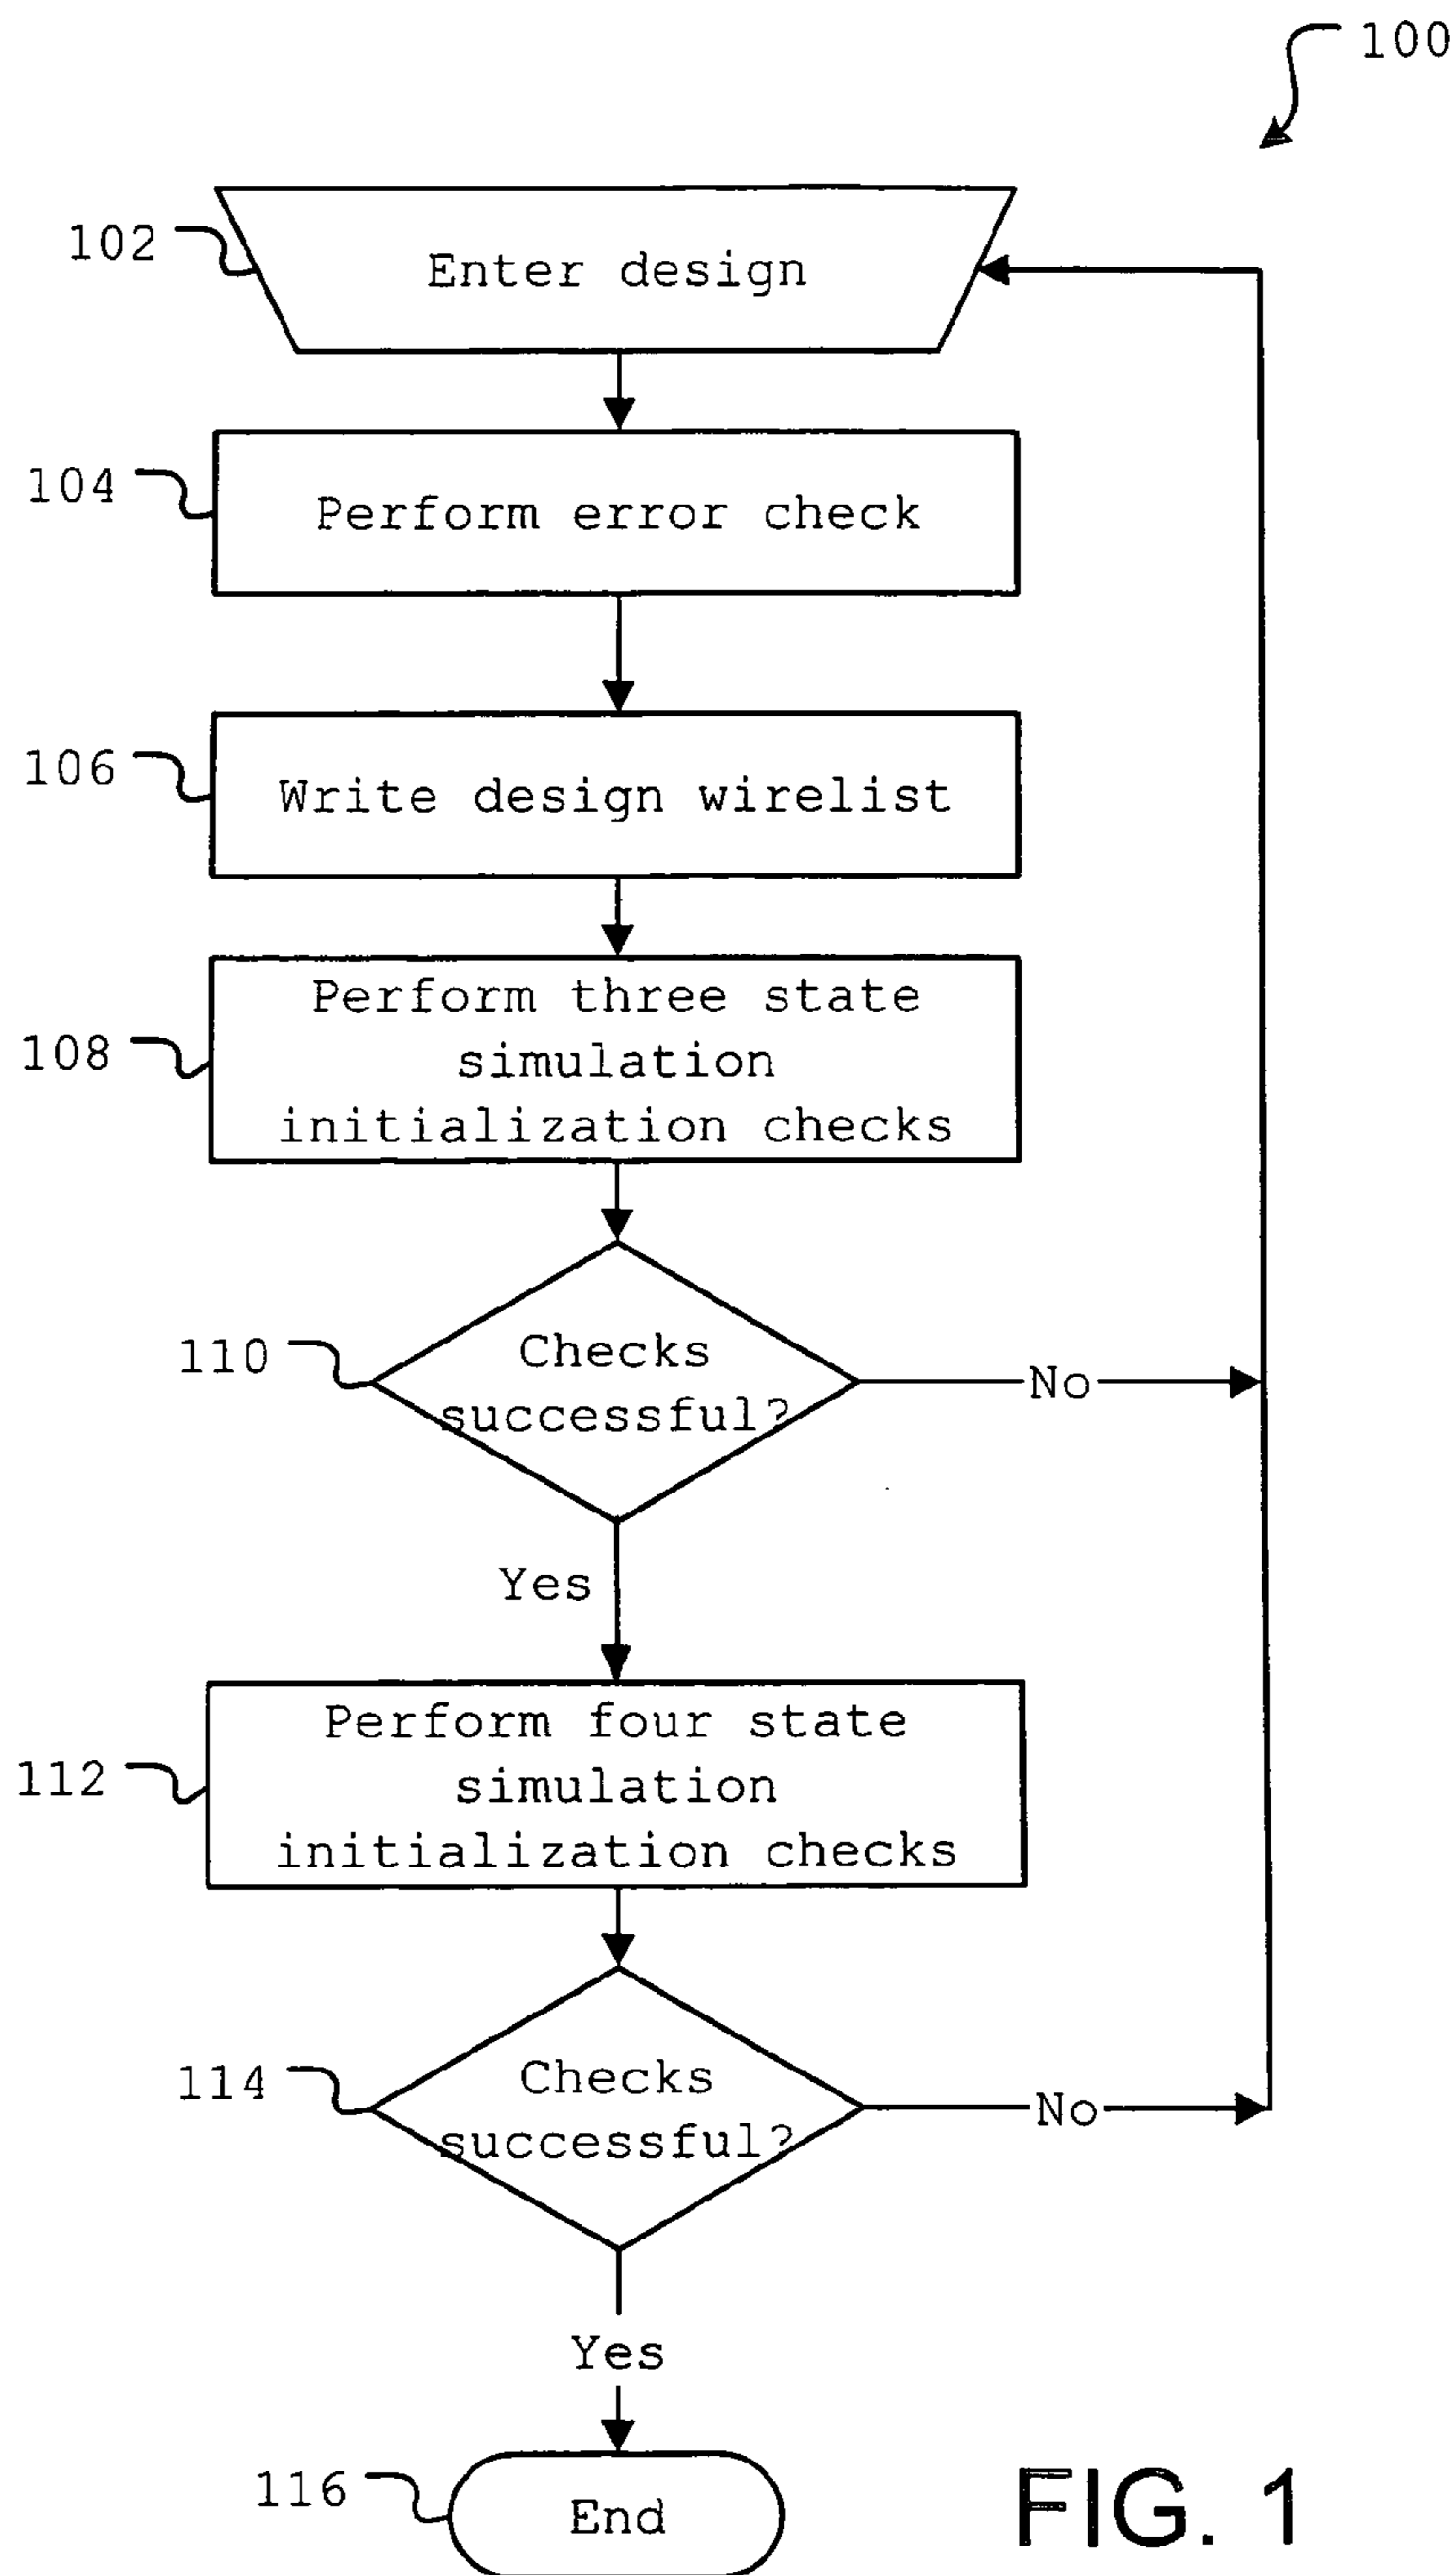 100
102
Enter design
104
Perform error check
106
Write design wirelist
108
Perform three state
simulation
initialization checks
110
Checks
successful?
No
Yes
112
Perform four state
simulation
initialization checks
114
Checks
successful?
No
Yes
116
End
FIG. 1